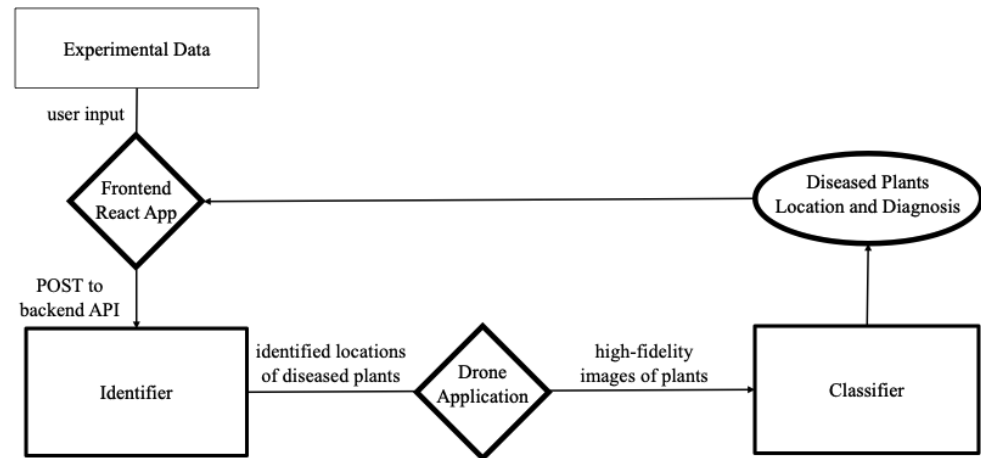 Experimental Data
user input
Frontend
React App
Diseased Plants
Location and Diagnosis
POST to
backend API
Identifier
identified locations
of diseased plants
Drone
Application
high-fidelity
images of plants
Classifier